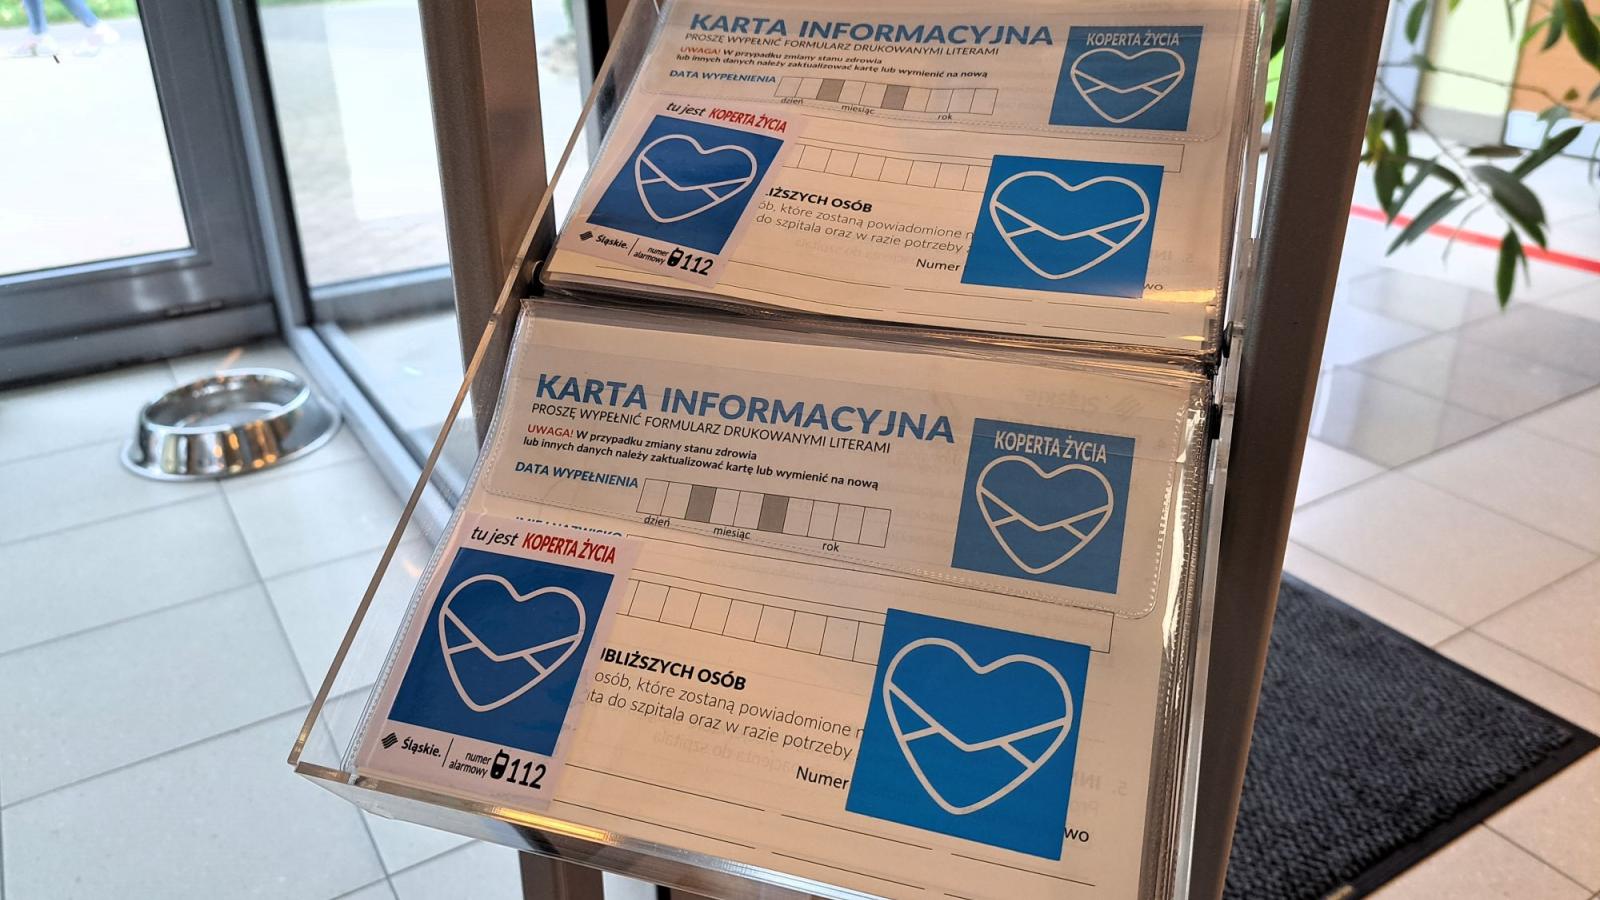 KARTA INFORMACYJNA
PROSZĘ WYPEŁNIĆ FORMULARZ DRUKOWANYMI LITERAMI
UWAGA! W przypadku zmiany stanu zdrowia
lub innych danych należy zaktualizować kartę lub wymienić na nową
DATA WYPEŁNIENIA
dzień miesiąc rok
KOPERTA ŻYCIA
tu jest KOPERTA ŻYCIA
LIŻSZYCH OSÓB
ób, które zostaną powiadomione n
do szpitala oraz w razie potrzeby
Numer
wo
Śląskie. numer alarmowy 112
KARTA INFORMACYJNA
PROSZĘ WYPEŁNIĆ FORMULARZ DRUKOWANYMI LITERAMI
UWAGA! W przypadku zmiany stanu zdrowia
lub innych danych należy zaktualizować kartę lub wymienić na nową
DATA WYPEŁNIENIA
dzień miesiąc rok
KOPERTA ŻYCIA
tu jest KOPERTA ŻYCIA
JBLIŻSZYCH OSÓB
osób, które zostaną powiadomione n
ta do szpitala oraz w razie potrzeby
Numer
wo
Śląskie. numer alarmowy 112